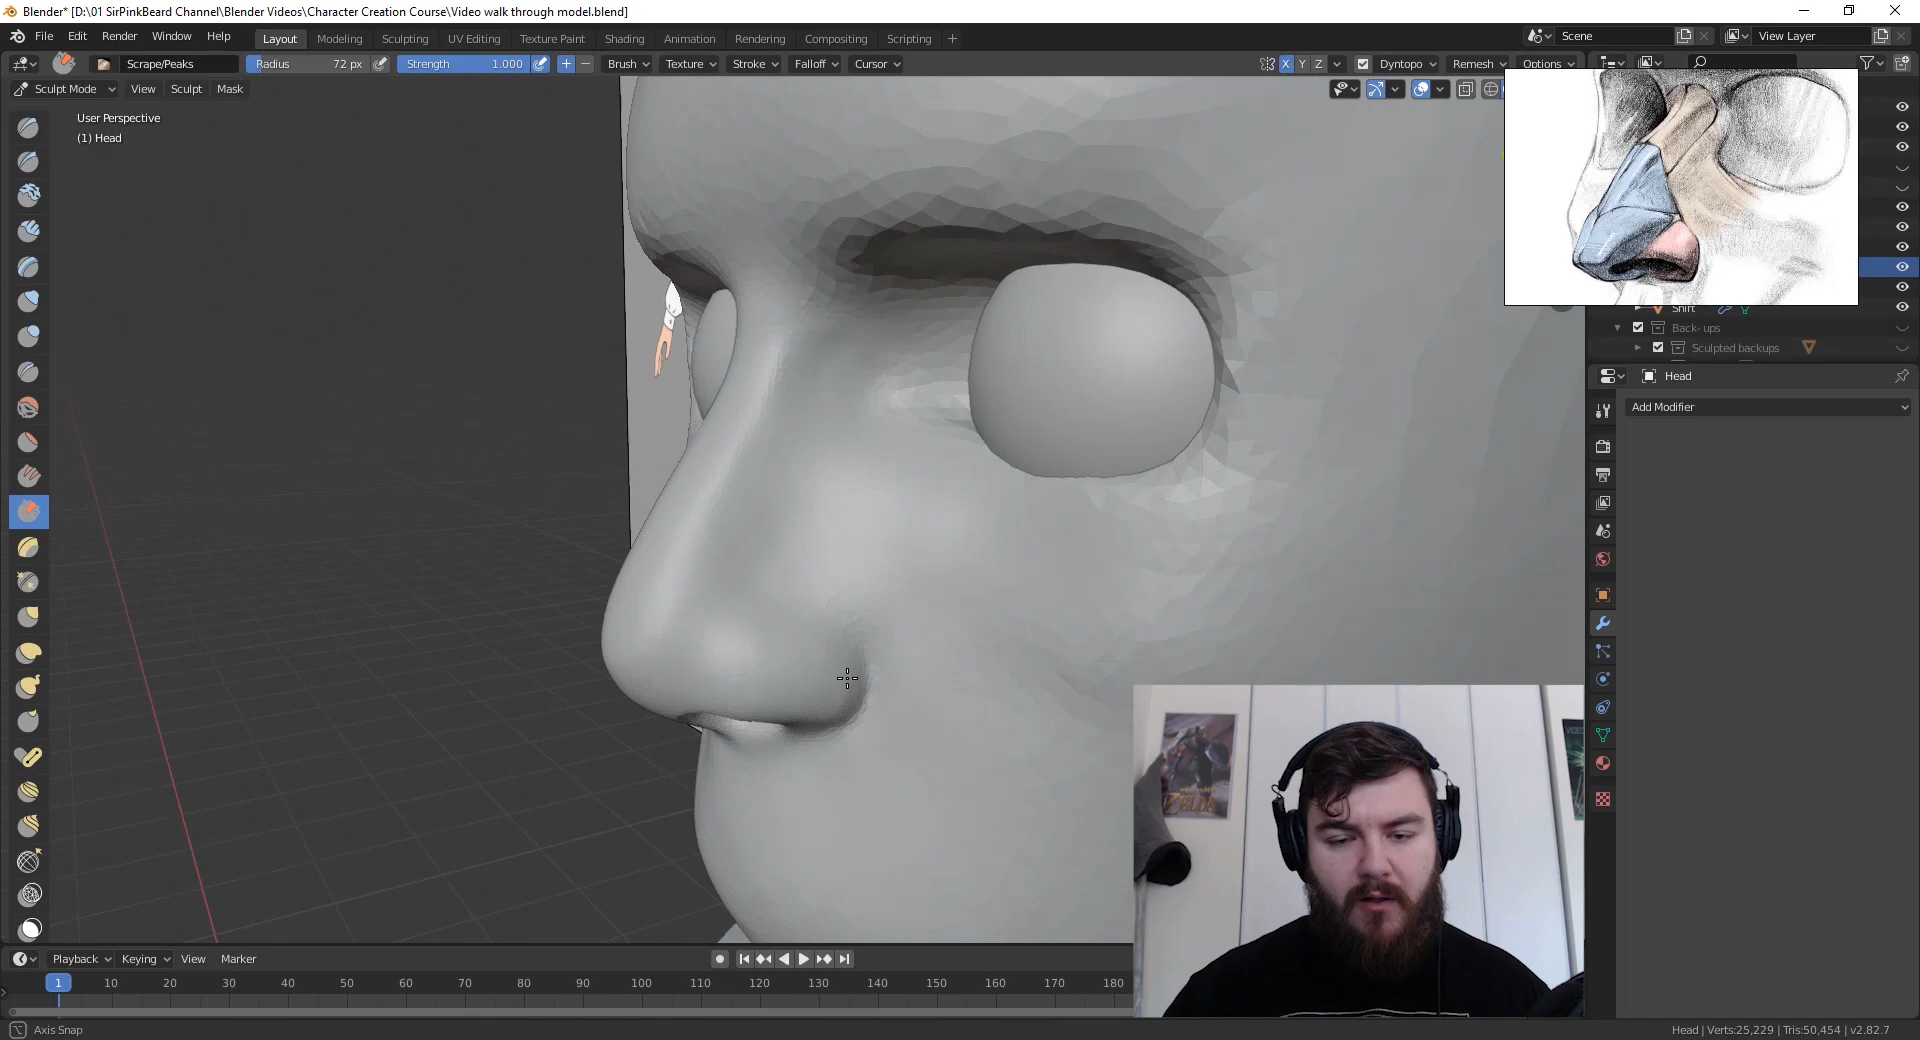 Blender* [D:\01 SirPinkBeard Channel\Blender Videos\Character Creation Course\Video walk through model.blend]
File Edit Render Window Help
Layout Modeling Sculpting UV Editing Texture Paint Shading Animation Rendering Compositing Scripting +
Scene
View Layer
Scrape/Peaks
Radius 72 px
Strength 1.000
Brush Texture Stroke Falloff Cursor
X Y Z
Dyntopo Remesh Options
Sculpt Mode View Sculpt Mask
User Perspective
(1) Head
Shirt
Back- ups
Sculpted backups
Head
Add Modifier
ZELDA
Playback Keying View Marker
1 10 20 30 40 50 60 70 80 90 100 110 120 130 140 150 160 170 180
Axis Snap
Head | Verts:25,229 | Tris:50,454 | v2.82.7